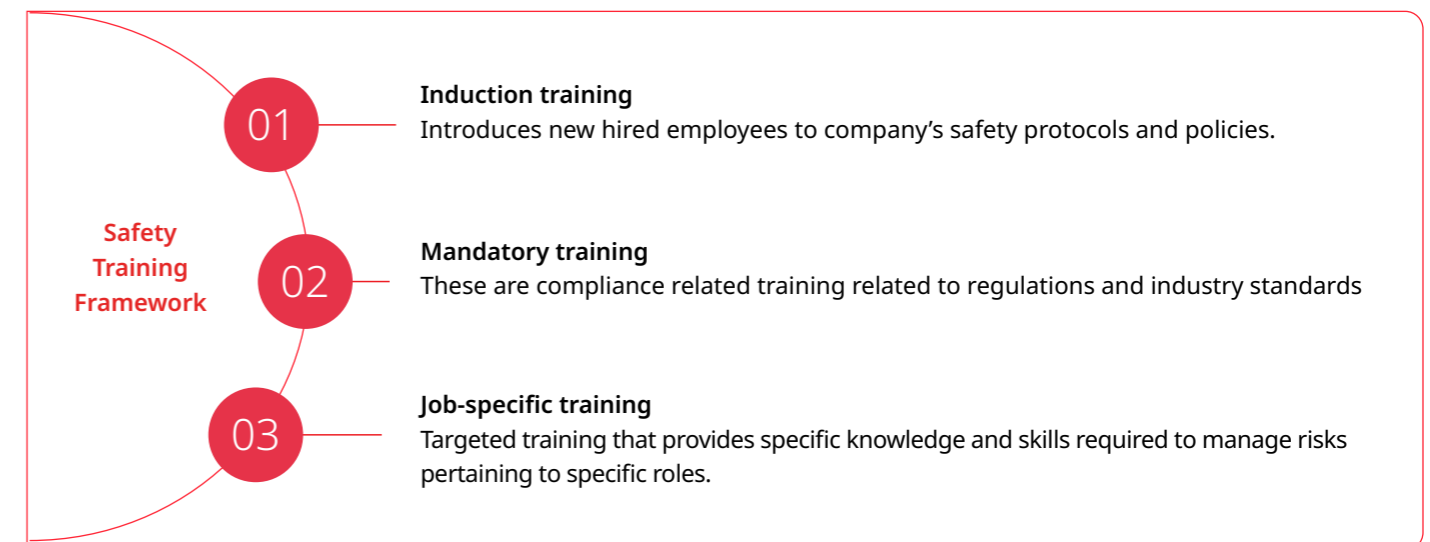 01
Induction training
Introduces new hired employees to company’s safety protocols and policies.
Safety
Training
Framework
02
Mandatory training
These are compliance related training related to regulations and industry standards
03
Job-specific training
Targeted training that provides specific knowledge and skills required to manage risks
pertaining to specific roles.